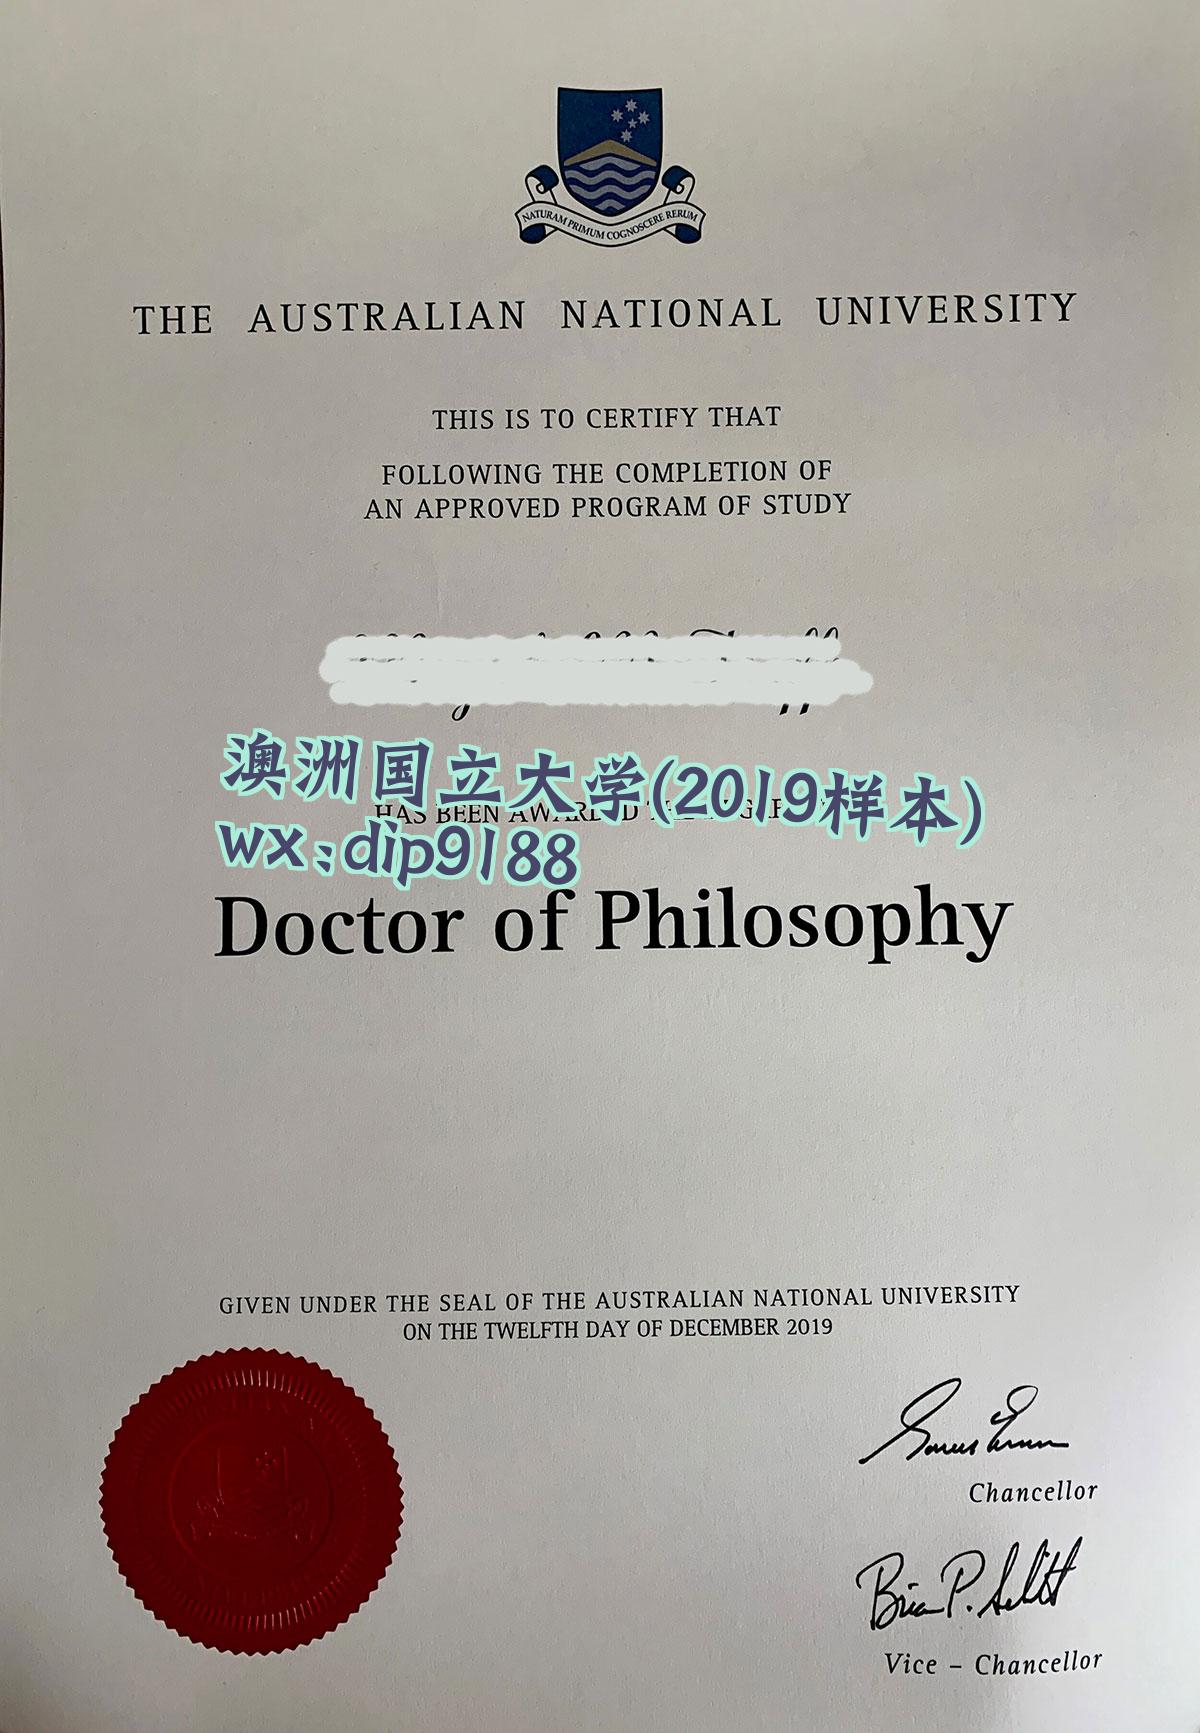 NATURAM PRIMUM COGNOSCERE RERUM
THE AUSTRALIAN NATIONAL UNIVERSITY
THIS IS TO CERTIFY THAT
FOLLOWING THE COMPLETION OF
AN APPROVED PROGRAM OF STUDY
澳洲国立大学(2019样本)
HAS BEEN AWARDED
wx:dip9188
Doctor of Philosophy
GIVEN UNDER THE SEAL OF THE AUSTRALIAN NATIONAL UNIVERSITY
ON THE TWELFTH DAY OF DECEMBER 2019
Chancellor
Brian P. Schmidt
Vice - Chancellor